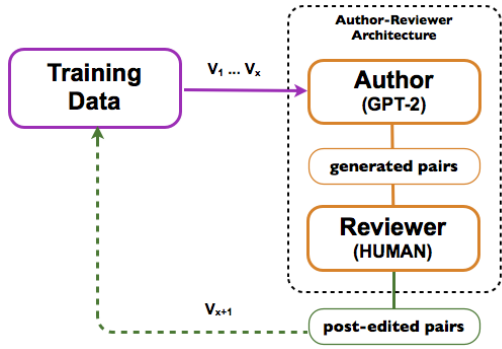 Author-Reviewer
Architecture
Training
Data
V1 ... Vx
Author
(GPT-2)
generated pairs
Reviewer
(HUMAN)
Vx+1
post-edited pairs